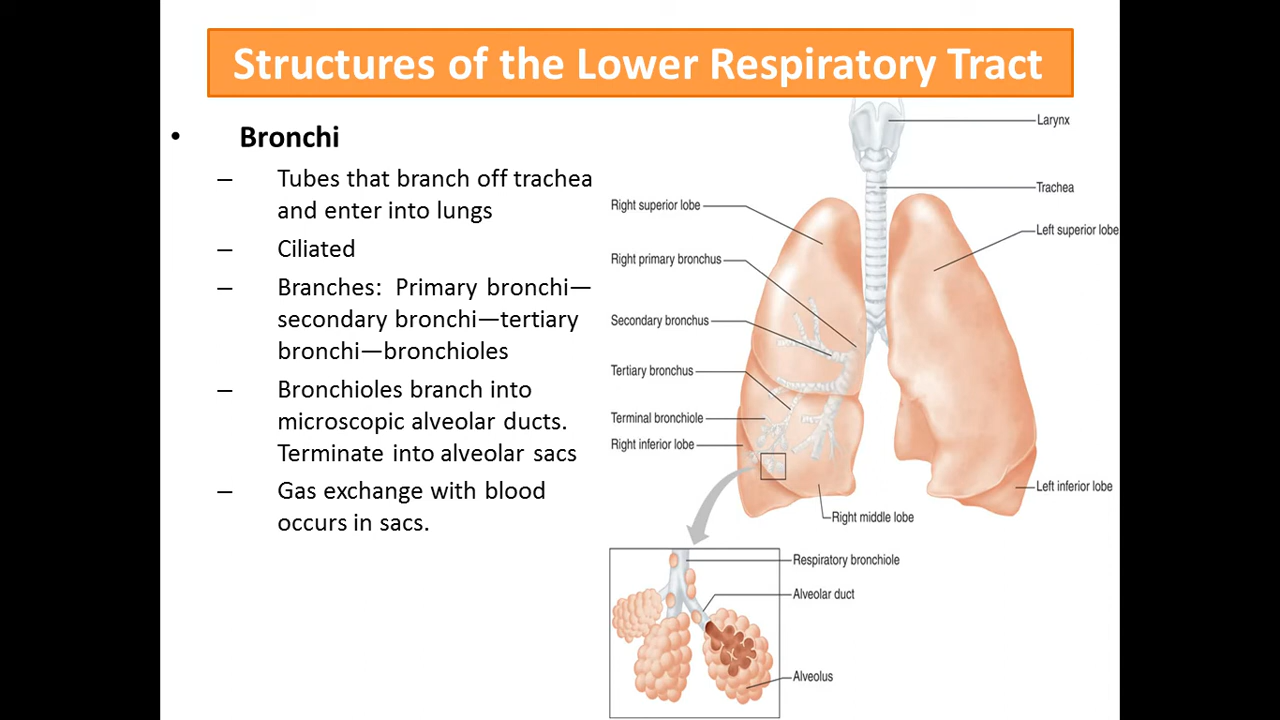 Structures of the Lower Respiratory Tract
• Bronchi
– Tubes that branch off trachea
and enter into lungs
– Ciliated
– Branches: Primary bronchi—
secondary bronchi—tertiary
bronchi—bronchioles
– Bronchioles branch into
microscopic alveolar ducts.
Terminate into alveolar sacs
– Gas exchange with blood
occurs in sacs.
Larynx
Trachea
Right superior lobe
Left superior lobe
Right primary bronchus
Secondary bronchus
Tertiary bronchus
Terminal bronchiole
Right inferior lobe
Left inferior lobe
Right middle lobe
Respiratory bronchiole
Alveolar duct
Alveolus